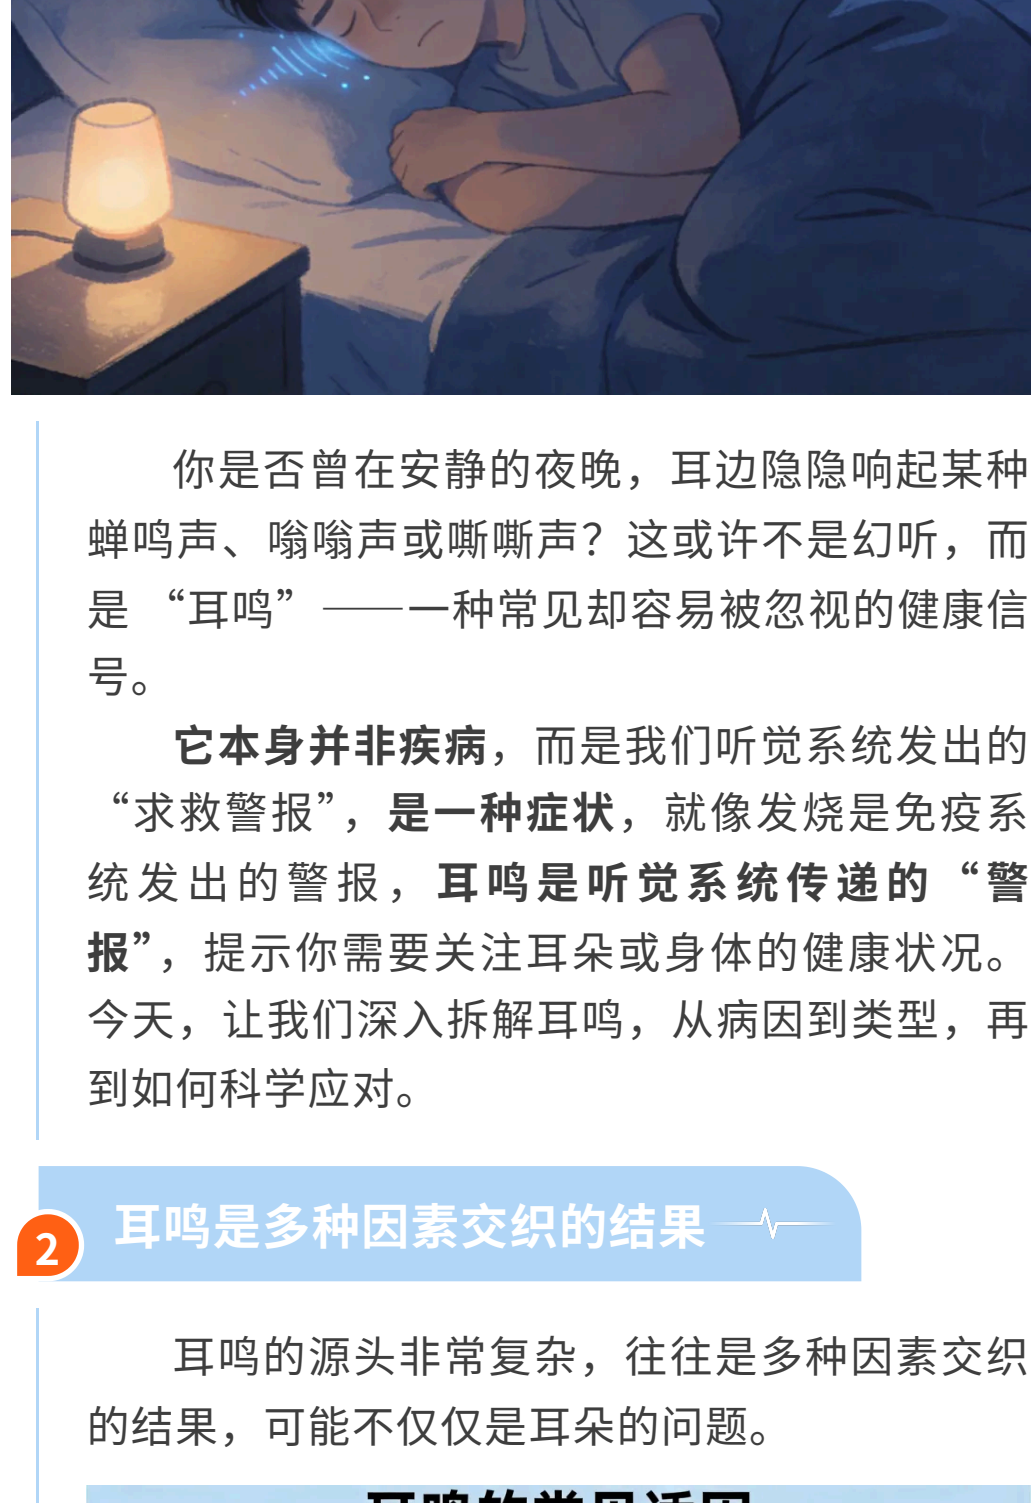 你是否曾在安静的夜晚，耳边隐隐响起某种
蝉鸣声、嗡嗡声或嘶嘶声？这或许不是幻听，而
是 “耳鸣” ——一种常见却容易被忽视的健康信
号。
它本身并非疾病，而是我们听觉系统发出的
“求救警报”，是一种症状，就像发烧是免疫系
统发出的警报，耳鸣是听觉系统传递的“警
报”，提示你需要关注耳朵或身体的健康状况。
今天，让我们深入拆解耳鸣，从病因到类型，再
到如何科学应对。
2
耳鸣是多种因素交织的结果
耳鸣的源头非常复杂，往往是多种因素交织
的结果，可能不仅仅是耳朵的问题。
耳鸣的常见